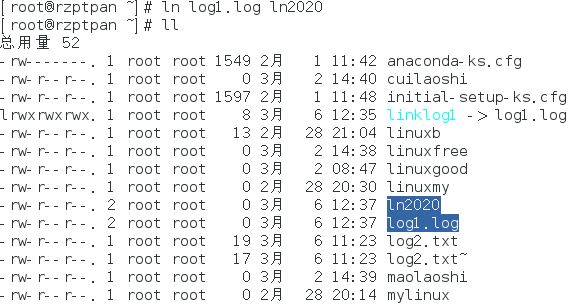 [root@rzptpan ~]# ln log1.log ln2020
[root@rzptpan ~]# ll
总用量 52
-rw-------. 1 root root 1549 2月   1 11:42 anaconda-ks.cfg
-rw-r--r--. 1 root root    0 3月   2 14:40 cuilaoshi
-rw-r--r--. 1 root root 1597 2月   1 11:48 initial-setup-ks.cfg
lrwxrwxrwx. 1 root root    8 3月   6 12:35 linklog1 -> log1.log
-rw-r--r--. 1 root root   13 2月  28 21:04 linuxb
-rw-r--r--. 1 root root    0 3月   2 14:38 linuxfree
-rw-r--r--. 1 root root    0 3月   2 08:47 linuxgood
-rw-r--r--. 1 root root    0 2月  28 20:30 linuxmy
-rw-r--r--. 2 root root    0 3月   6 12:37 ln2020
-rw-r--r--. 2 root root    0 3月   6 12:37 log1.log
-rw-r--r--. 1 root root   19 3月   6 11:23 log2.txt
-rw-r--r--. 1 root root   17 3月   6 11:23 log2.txt~
-rw-r--r--. 1 root root    0 3月   2 14:39 maolaoshi
-rw-r--r--. 1 root root    0 2月  28 20:14 mylinux